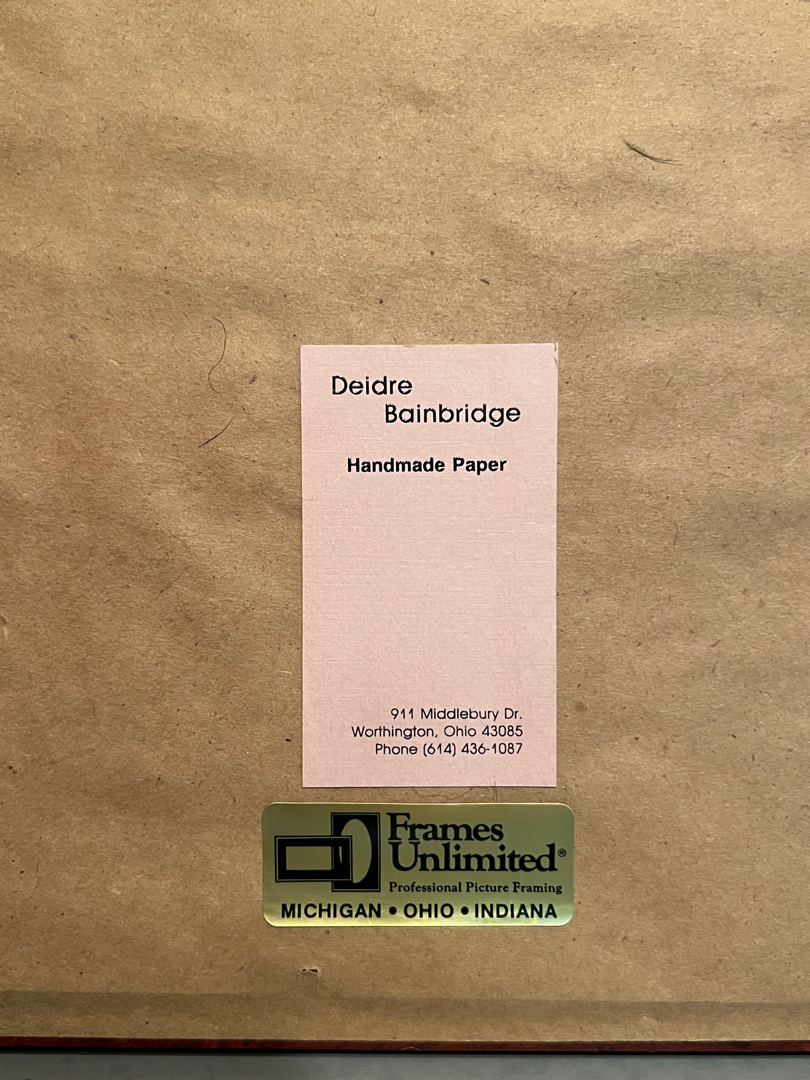 Deidre
Bainbridge
Handmade Paper
911 Middlebury Dr.
Worthington, Ohio 43085
Phone (614) 436-1087
Frames
Unlimited®
Professional Picture Framing
MICHIGAN • OHIO • INDIANA